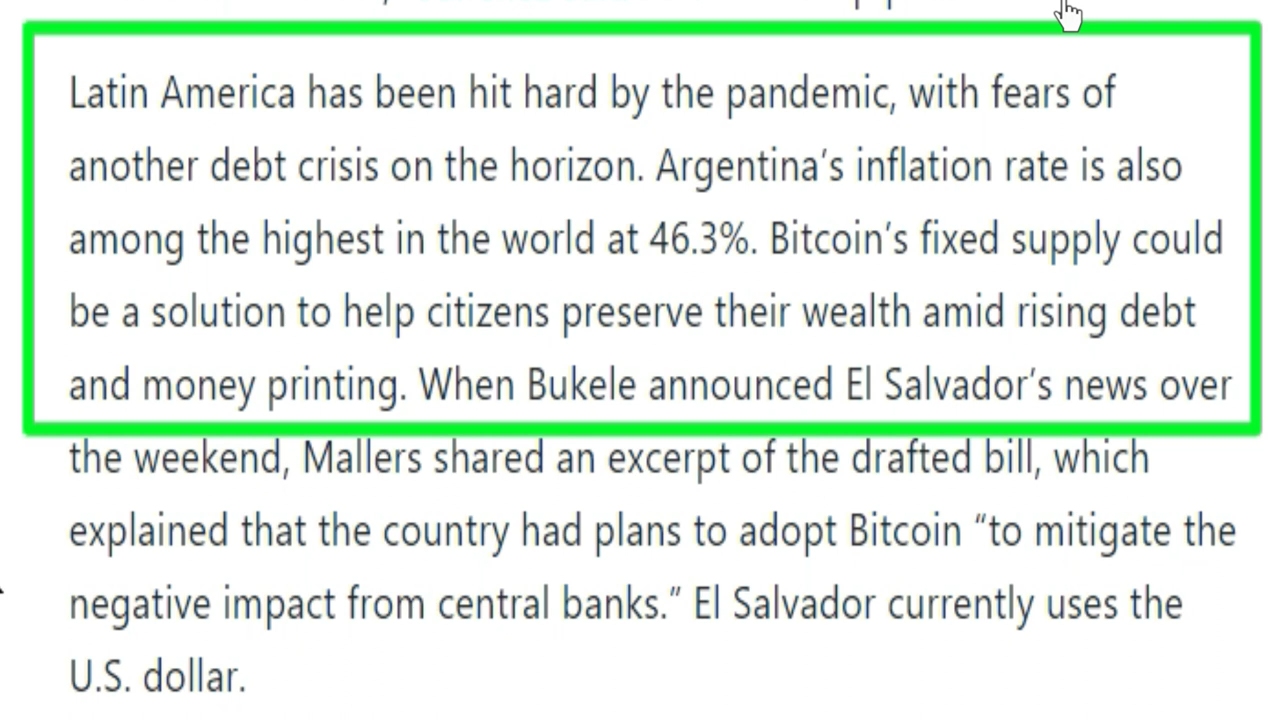 Latin America has been hit hard by the pandemic, with fears of
another debt crisis on the horizon. Argentina’s inflation rate is also
among the highest in the world at 46.3%. Bitcoin’s fixed supply could
be a solution to help citizens preserve their wealth amid rising debt
and money printing. When Bukele announced El Salvador’s news over
the weekend, Mallers shared an excerpt of the drafted bill, which
explained that the country had plans to adopt Bitcoin “to mitigate the
negative impact from central banks.” El Salvador currently uses the
U.S. dollar.